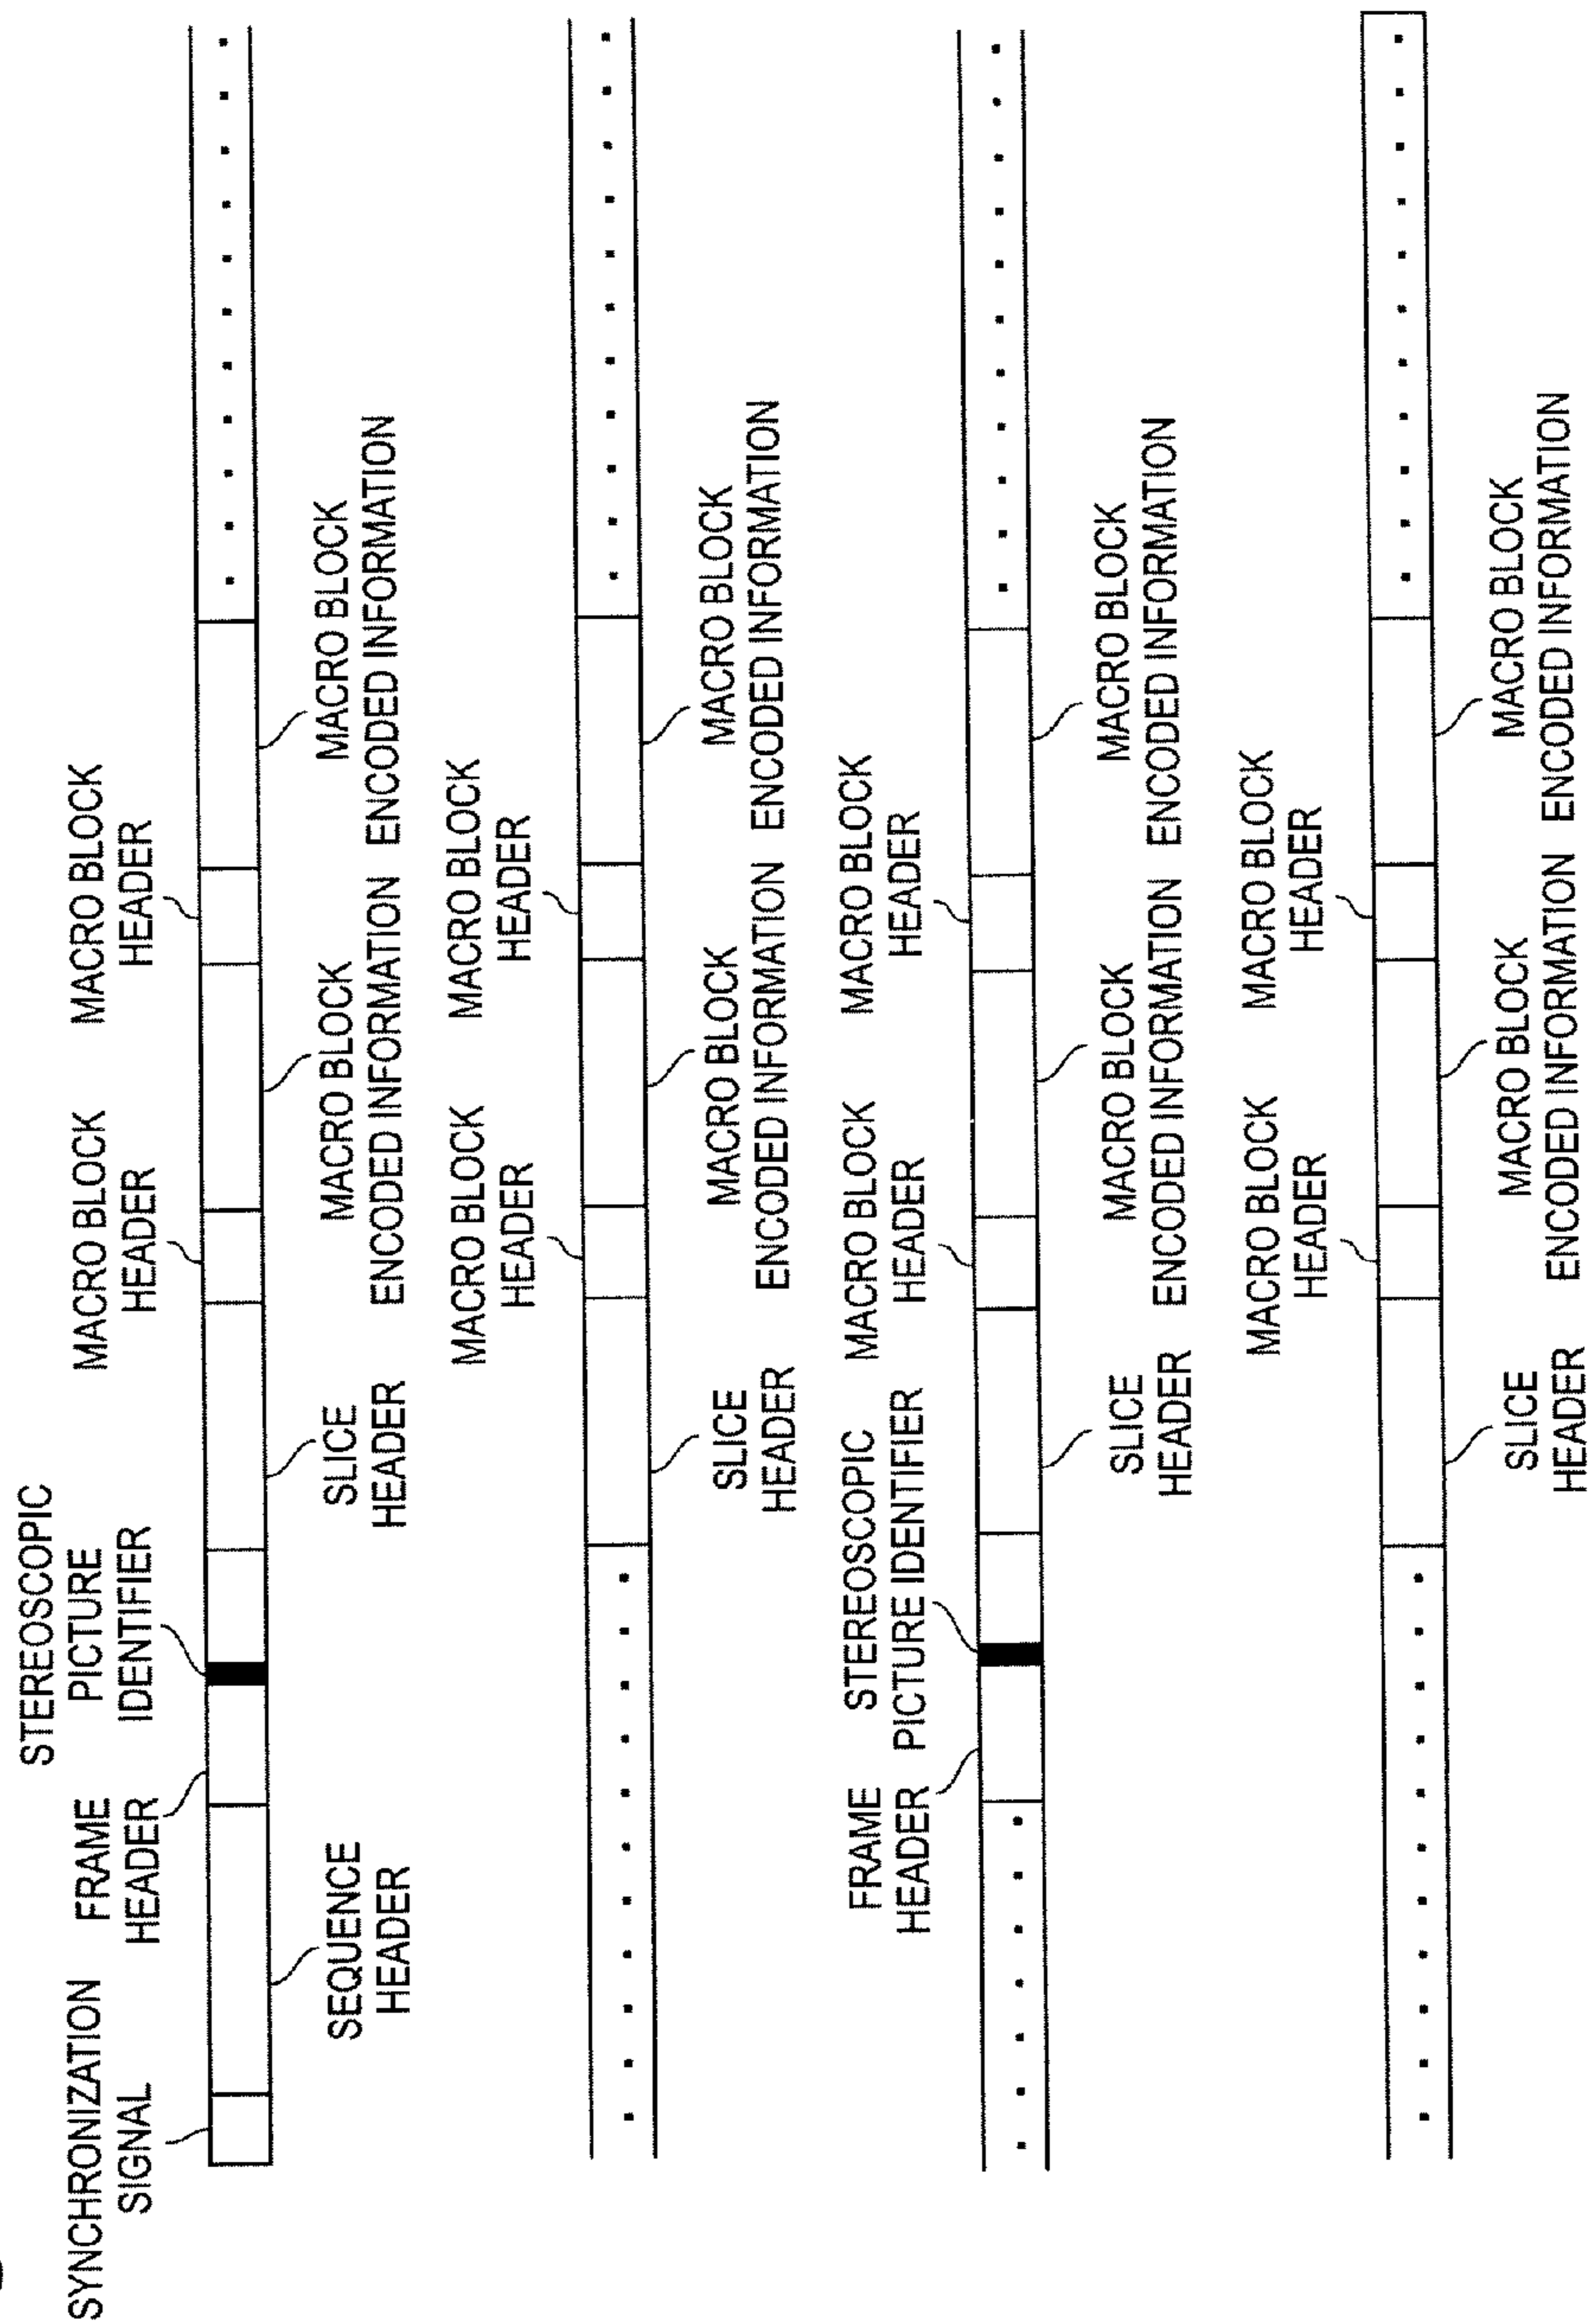 SYNCHRONIZATION
SIGNAL
FRAME
HEADER
STEREOSCOPIC
PICTURE
IDENTIFIER
MACRO BLOCK
HEADER
MACRO BLOCK
HEADER
SEQUENCE
HEADER
SLICE
HEADER
MACRO BLOCK
ENCODED INFORMATION
MACRO BLOCK
ENCODED INFORMATION
MACRO BLOCK
HEADER
MACRO BLOCK
HEADER
SLICE
HEADER
MACRO BLOCK
ENCODED INFORMATION
MACRO BLOCK
ENCODED INFORMATION
FRAME
HEADER
STEREOSCOPIC
PICTURE IDENTIFIER
MACRO BLOCK
HEADER
MACRO BLOCK
HEADER
SLICE
HEADER
MACRO BLOCK
ENCODED INFORMATION
MACRO BLOCK
ENCODED INFORMATION
MACRO BLOCK
HEADER
MACRO BLOCK
HEADER
SLICE
HEADER
MACRO BLOCK
ENCODED INFORMATION
MACRO BLOCK
ENCODED INFORMATION